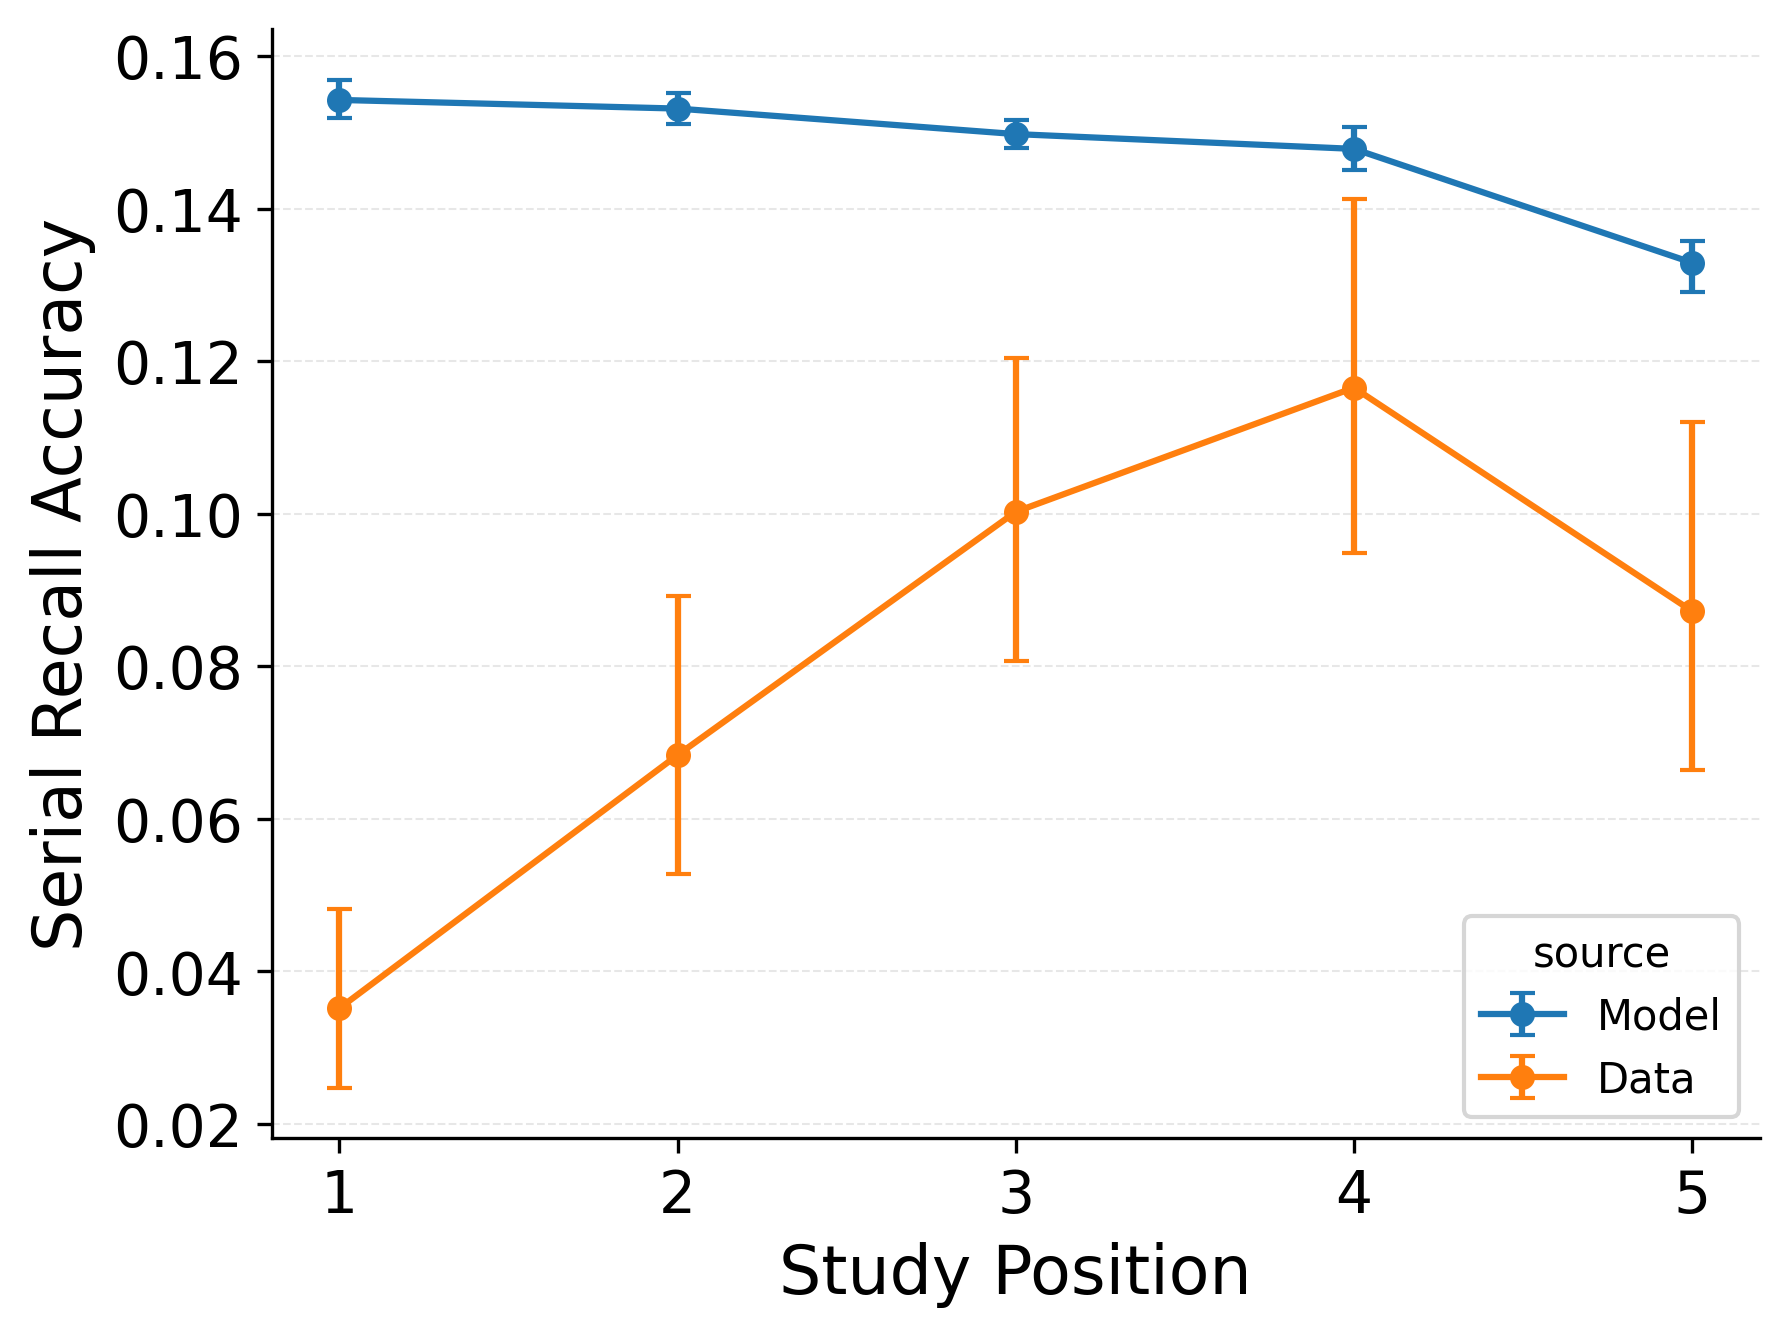 0.16
0.14
0.12
0.10
0.08
0.06
0.04
0.02
Serial Recall Accuracy
1 2 3 4 5
Study Position
source
Model
Data